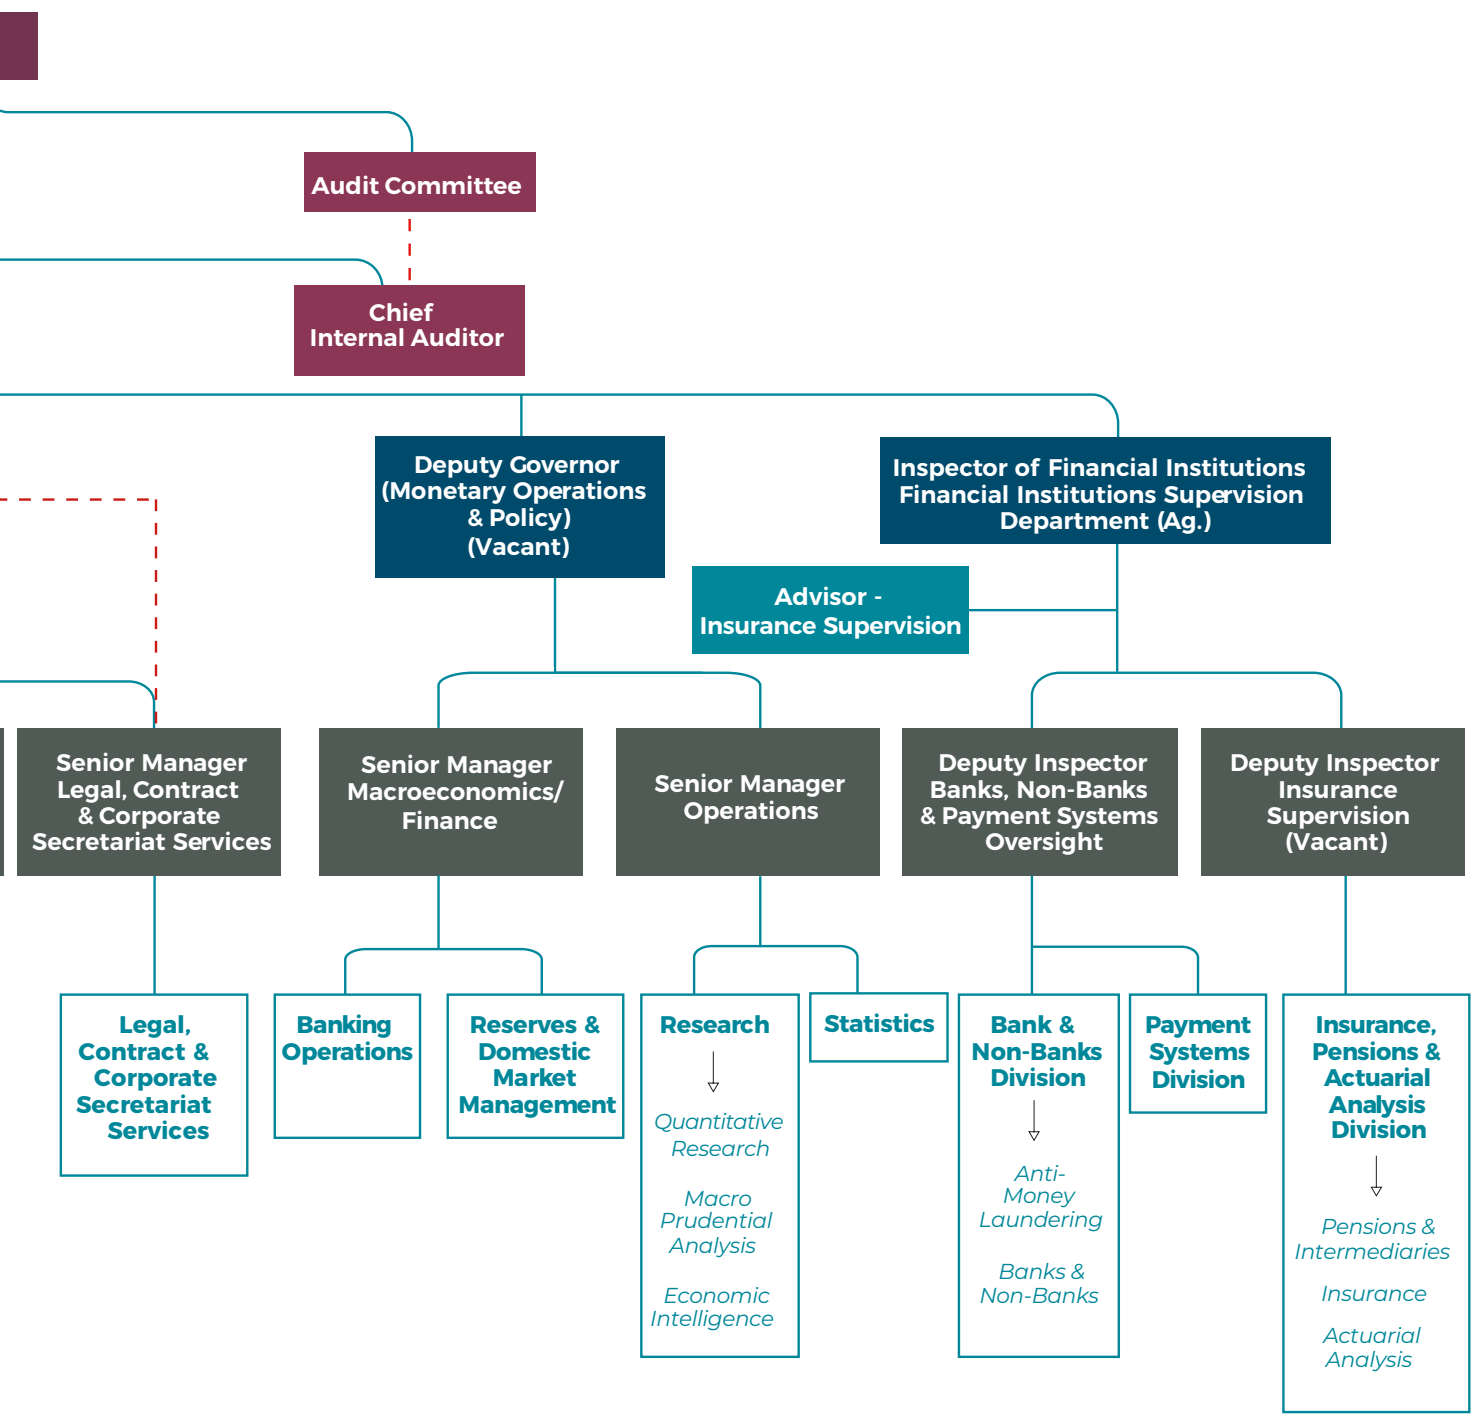 Audit Committee
Chief
Internal Auditor
Deputy Governor
(Monetary Operations
& Policy)
(Vacant)
Inspector of Financial Institutions
Financial Institutions Supervision
Department (Ag.)
Advisor -
Insurance Supervision
Senior Manager
Legal, Contract
& Corporate
Secretariat Services
Senior Manager
Macroeconomics/
Finance
Senior Manager
Operations
Deputy Inspector
Banks, Non-Banks
& Payment Systems
Oversight
Deputy Inspector
Insurance
Supervision
(Vacant)
Legal,
Contract &
Corporate
Secretariat
Services
Banking
Operations
Reserves &
Domestic
Market
Management
Research
Quantitative
Research
Macro
Prudential
Analysis
Economic
Intelligence
Statistics
Bank &
Non-Banks
Division
Anti-
Money
Laundering
Banks &
Non-Banks
Payment
Systems
Division
Insurance,
Pensions &
Actuarial
Analysis
Division
Pensions &
Intermediaries
Insurance
Actuarial
Analysis